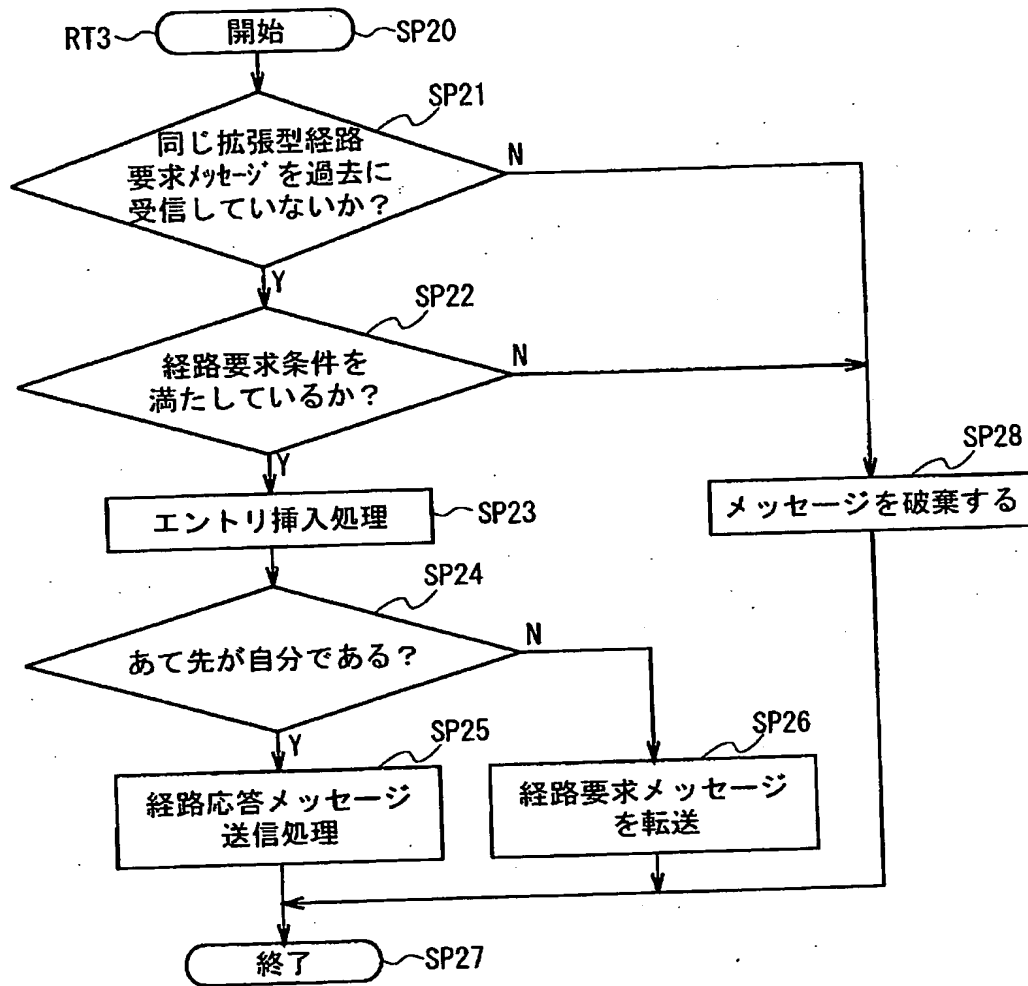 RT3
開始
SP20
SP21
同じ拡張型経路
要求ﾒｯｾｰｼﾞを過去に
受信していないか？
N
Y
SP22
経路要求条件を
満たしているか？
N
Y
エントリ挿入処理
SP23
SP28
メッセージを破棄する
SP24
あて先が自分である？
N
Y
SP25
経路応答メッセージ
送信処理
SP26
経路要求メッセージ
を転送
終了
SP27